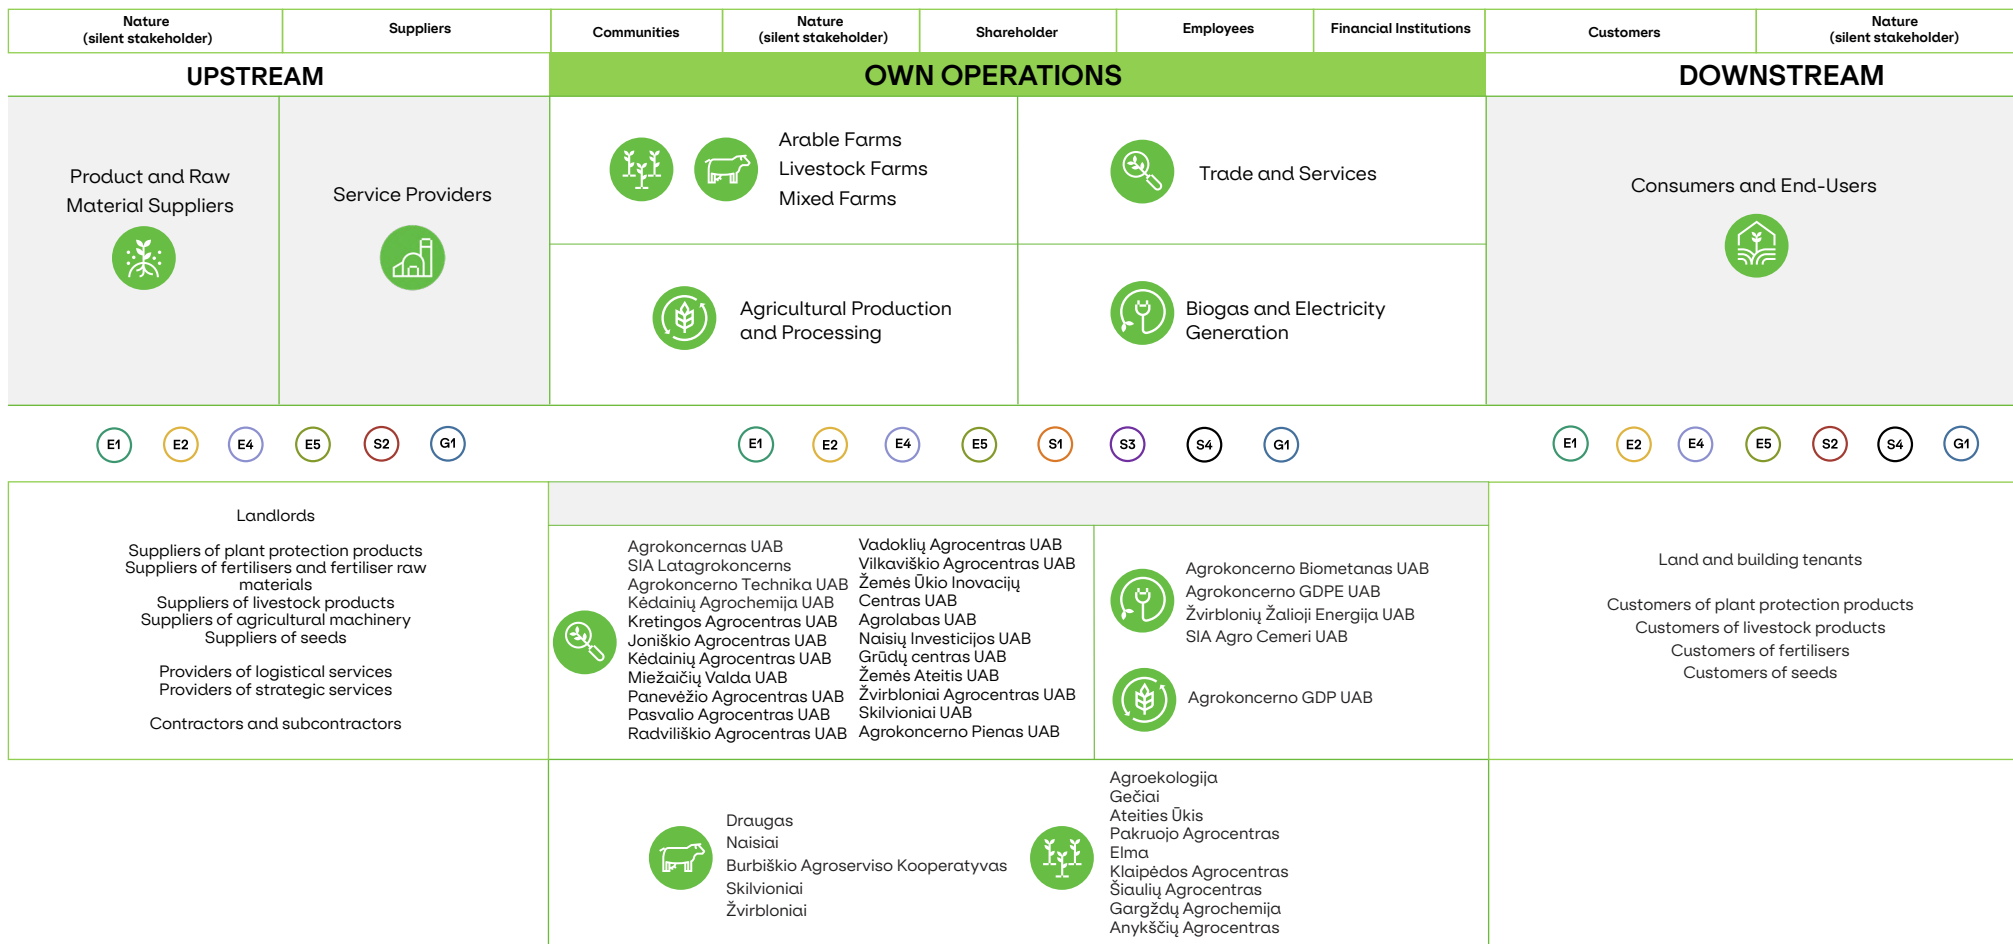 Nature
(silent stakeholder)
Suppliers
Communities
Nature
(silent stakeholder)
Shareholder
Employees
Financial Institutions
Customers
Nature
(silent stakeholder)
UPSTREAM
OWN OPERATIONS
DOWNSTREAM
Product and Raw
Material Suppliers
Service Providers
Arable Farms
Livestock Farms
Mixed Farms
Trade and Services
Agricultural Production
and Processing
Biogas and Electricity
Generation
Consumers and End-Users
E1 E2 E4 E5 S2 G1
E1 E2 E4 E5 S1 S3 S4 G1
E1 E2 E4 E5 S2 S4 G1
Landlords
Suppliers of plant protection products
Suppliers of fertilisers and fertiliser raw
materials
Suppliers of livestock products
Suppliers of agricultural machinery
Suppliers of seeds
Providers of logistical services
Providers of strategic services
Contractors and subcontractors
Agrokoncernas UAB
SIA Latagrokoncerns
Agrokoncerno Technika UAB
Kėdainių Agrochemija UAB
Kretingos Agrocentras UAB
Joniškio Agrocentras UAB
Kėdainių Agrocentras UAB
Miežaičių Valda UAB
Panevėžio Agrocentras UAB
Pasvalio Agrocentras UAB
Radviliškio Agrocentras UAB
Vadoklių Agrocentras UAB
Vilkaviškio Agrocentras UAB
Žemės Ūkio Inovacijų
Centras UAB
Agrolabas UAB
Naisių Investicijos UAB
Grūdų centras UAB
Žemės Ateitis UAB
Žvirbloniai Agrocentras UAB
Skilvioniai UAB
Agrokoncerno Pienas UAB
Agrokoncerno Biometanas UAB
Agrokoncerno GDPE UAB
Žvirblonių Žalioji Energija UAB
SIA Agro Cemeri UAB
Agrokoncerno GDP UAB
Land and building tenants
Customers of plant protection products
Customers of livestock products
Customers of fertilisers
Customers of seeds
Draugas
Naisiai
Burbiškio Agroserviso Kooperatyvas
Skilvioniai
Žvirbloniai
Agroekologija
Gečiai
Ateities Ūkis
Pakruojo Agrocentras
Elma
Klaipėdos Agrocentras
Šiaulių Agrocentras
Gargždų Agrochemija
Anykščių Agrocentras